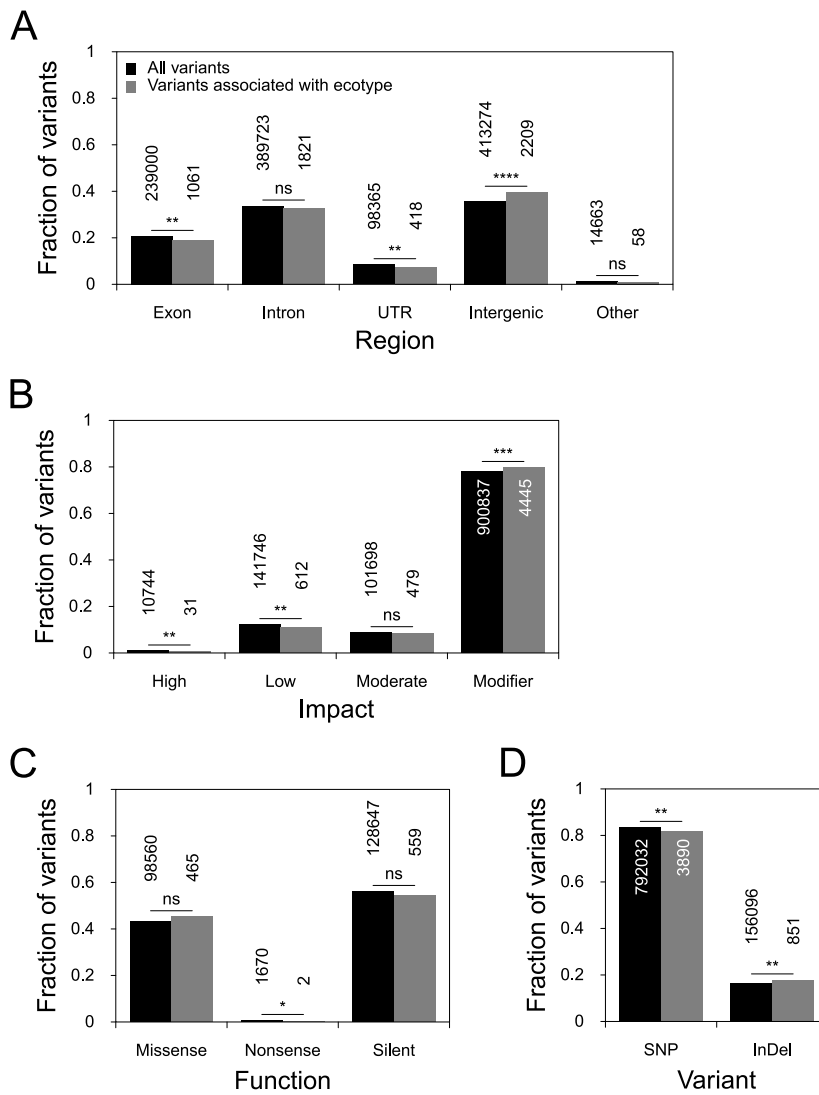 A
Fraction of variants
1
0.8
0.6
0.4
0.2
0
All variants
Variants associated with ecotype
239000 1061
**
389723 1821
ns
98365 418
**
413274 2209
****
14663 58
ns
Exon Intron UTR Intergenic Other
Region
B
Fraction of variants
1
0.8
0.6
0.4
0.2
0
10744 31
**
141746 612
**
101698 479
ns
***
900837 4445
High Low Moderate Modifier
Impact
C
Fraction of variants
1
0.8
0.6
0.4
0.2
0
98560 465
ns
1670 2
*
128647 559
ns
Missense Nonsense Silent
Function
D
Fraction of variants
1
0.8
0.6
0.4
0.2
0
**
792032 3890
156096 851
**
SNP InDel
Variant